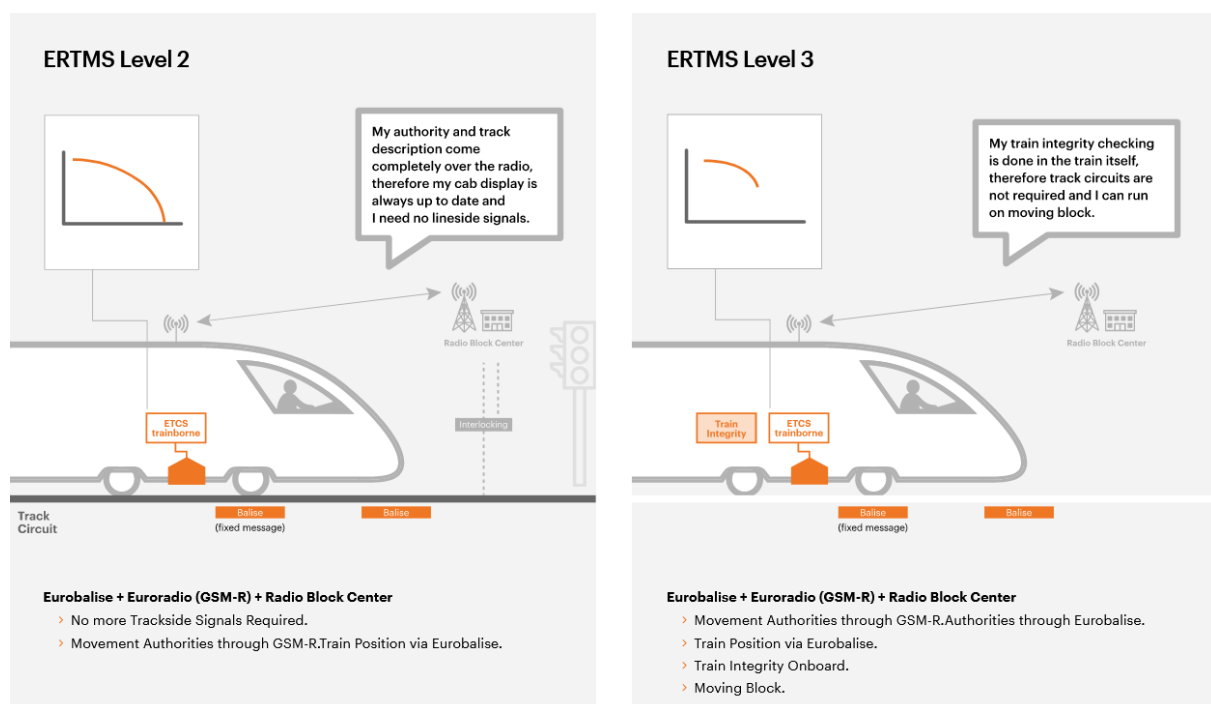 ERTMS Level 2
My authority and track
description come
completely over the radio,
therefore my cab display is
always up to date and
I need no lineside signals.
Radio Block Center
ETCS
trainborne
Interlocking
Track
Circuit
Balise
(fixed message)
Balise
Eurobalise + Euroradio (GSM-R) + Radio Block Center
> No more Trackside Signals Required.
> Movement Authorities through GSM-R.Train Position via Eurobalise.
ERTMS Level 3
My train integrity checking
is done in the train itself,
therefore track circuits are
not required and I can run
on moving block.
Radio Block Center
Train
Integrity
ETCS
trainborne
Balise
(fixed message)
Balise
Eurobalise + Euroradio (GSM-R) + Radio Block Center
> Movement Authorities through GSM-R.Authorities through Eurobalise.
> Train Position via Eurobalise.
> Train Integrity Onboard.
> Moving Block.